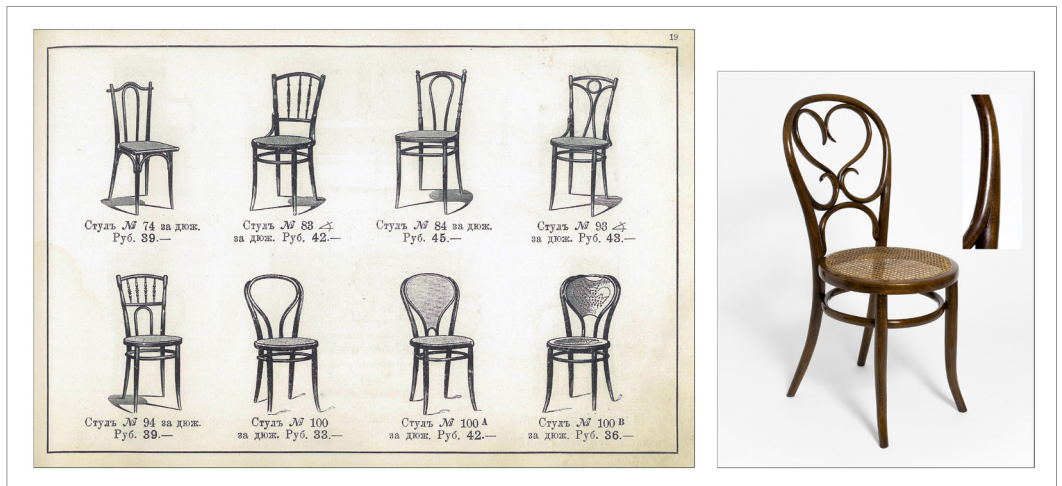 19
Стулъ № 74 за дюж.
Руб. 39.—
Стулъ № 83
за дюж. Руб. 42.—
Стулъ № 84 за дюж.
Руб. 45.—
Стулъ № 93
за дюж. Руб. 43.—
Стулъ № 94 за дюж.
Руб. 39.—
Стулъ № 100
за дюж. Руб. 33.—
Стулъ № 100 А
за дюж. Руб. 42.—
Стулъ № 100 В
за дюж. Руб. 36.—